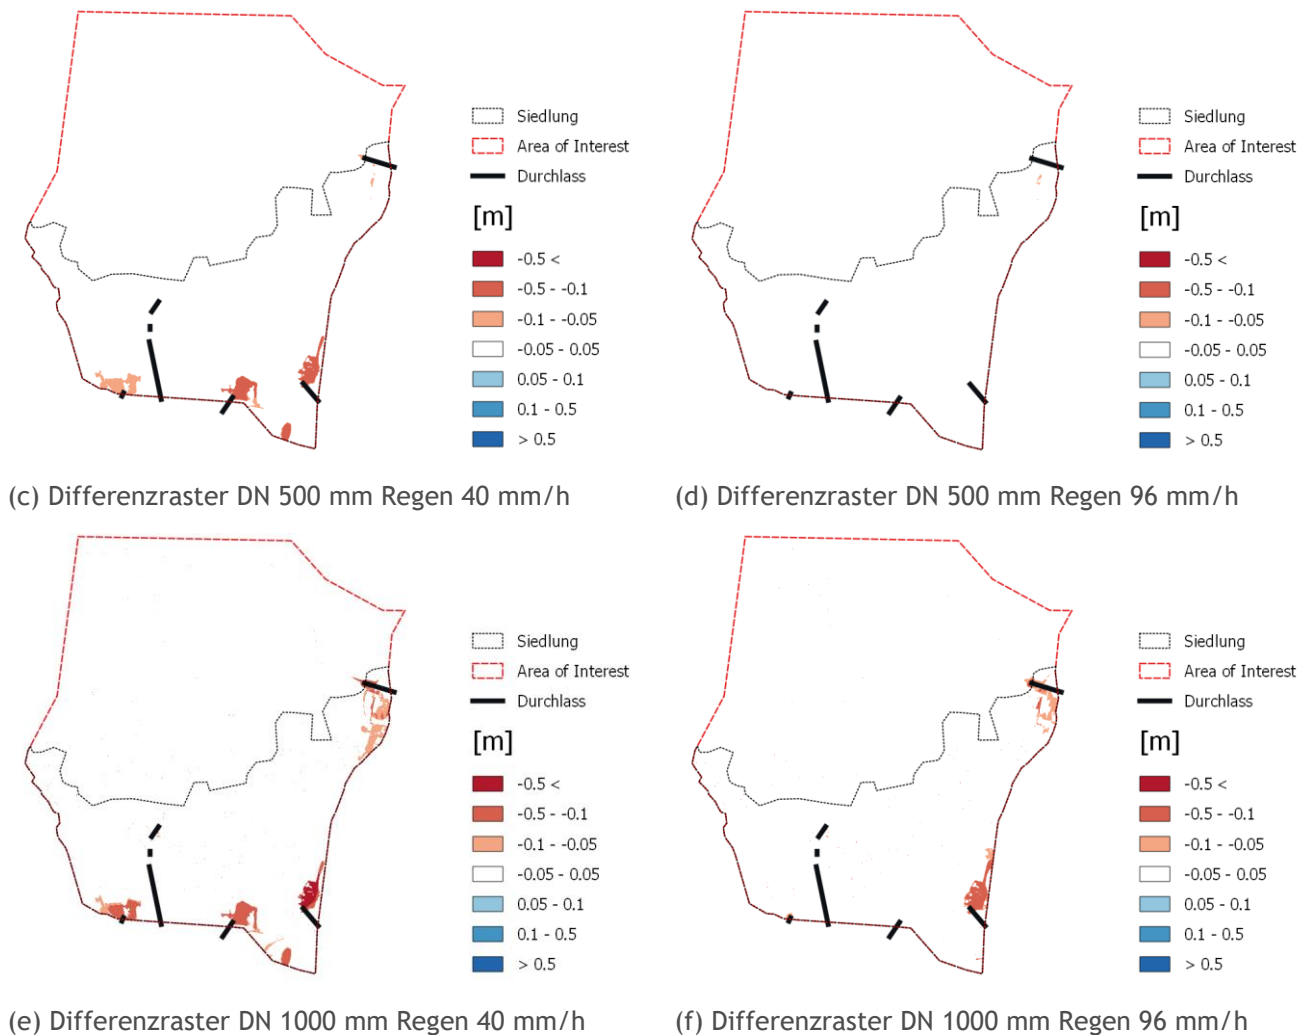 Siedlung
Area of Interest
Durchlass
[m]
-0.5 <
-0.5 - -0.1
-0.1 - -0.05
-0.05 - 0.05
0.05 - 0.1
0.1 - 0.5
> 0.5
(c) Differenzraster DN 500 mm Regen 40 mm/h
Siedlung
Area of Interest
Durchlass
[m]
-0.5 <
-0.5 - -0.1
-0.1 - -0.05
-0.05 - 0.05
0.05 - 0.1
0.1 - 0.5
> 0.5
(d) Differenzraster DN 500 mm Regen 96 mm/h
Siedlung
Area of Interest
Durchlass
[m]
-0.5 <
-0.5 - -0.1
-0.1 - -0.05
-0.05 - 0.05
0.05 - 0.1
0.1 - 0.5
> 0.5
(e) Differenzraster DN 1000 mm Regen 40 mm/h
Siedlung
Area of Interest
Durchlass
[m]
-0.5 <
-0.5 - -0.1
-0.1 - -0.05
-0.05 - 0.05
0.05 - 0.1
0.1 - 0.5
> 0.5
(f) Differenzraster DN 1000 mm Regen 96 mm/h